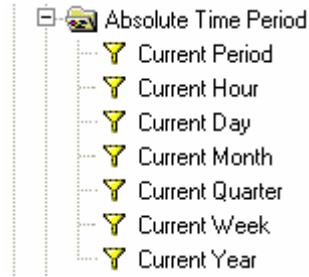 Absolute Time Period
Current Period
Current Hour
Current Day
Current Month
Current Quarter
Current Week
Current Year